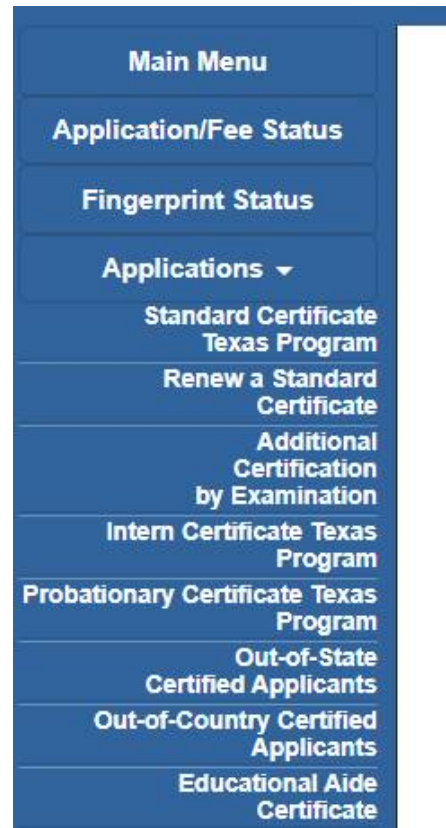 Main Menu
Application/Fee Status
Fingerprint Status
Applications
Standard Certificate
Texas Program
Renew a Standard
Certificate
Additional
Certification
by Examination
Intern Certificate Texas
Program
Probationary Certificate Texas
Program
Out-of-State
Certified Applicants
Out-of-Country Certified
Applicants
Educational Aide
Certificate